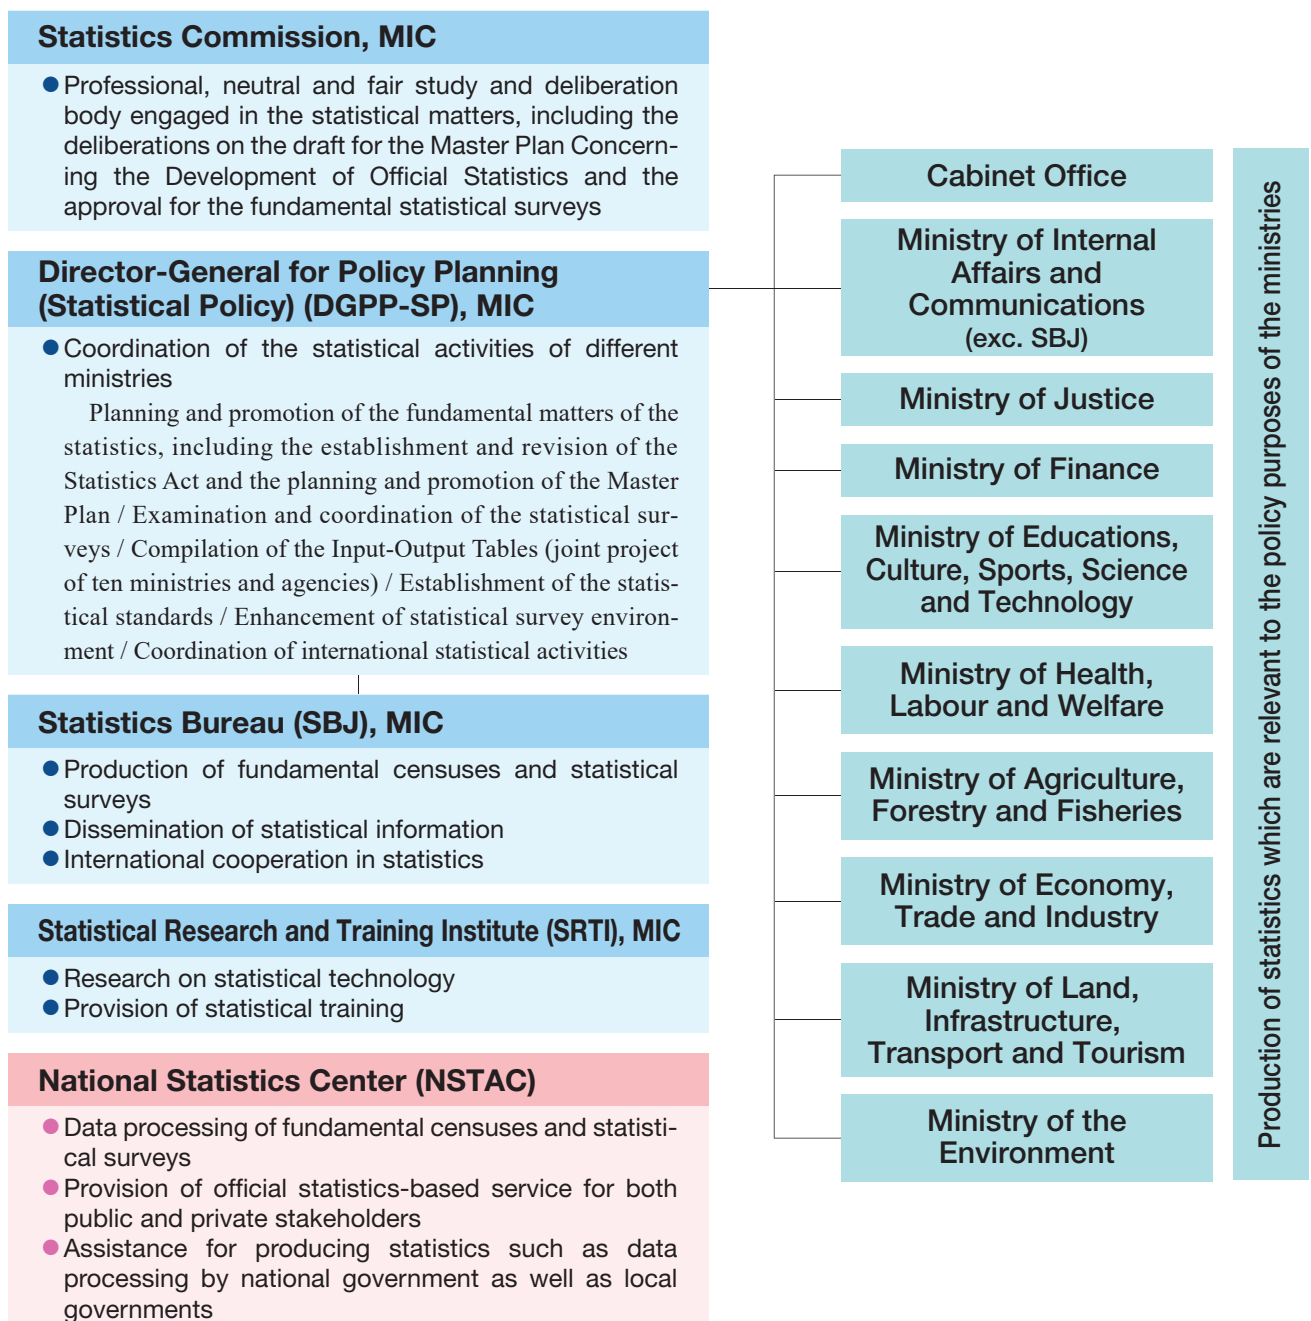 Statistics Commission, MIC
●Professional, neutral and fair study and deliberation
body engaged in the statistical matters, including the
deliberations on the draft for the Master Plan Concern-
ing the Development of Official Statistics and the
approval for the fundamental statistical surveys
Director-General for Policy Planning
(Statistical Policy) (DGPP-SP), MIC
●Coordination of the statistical activities of different
ministries
Planning and promotion of the fundamental matters of the
statistics, including the establishment and revision of the
Statistics Act and the planning and promotion of the Master
Plan / Examination and coordination of the statistical sur-
veys / Compilation of the Input-Output Tables (joint project
of ten ministries and agencies) / Establishment of the statis-
tical standards / Enhancement of statistical survey environ-
ment / Coordination of international statistical activities
Statistics Bureau (SBJ), MIC
●Production of fundamental censuses and statistical
surveys
●Dissemination of statistical information
●International cooperation in statistics
Statistical Research and Training Institute (SRTI), MIC
●Research on statistical technology
●Provision of statistical training
National Statistics Center (NSTAC)
●Data processing of fundamental censuses and statisti-
cal surveys
●Provision of official statistics-based service for both
public and private stakeholders
●Assistance for producing statistics such as data
processing by national government as well as local
governments
Cabinet Office
Ministry of Internal
Affairs and
Communications
(exc. SBJ)
Ministry of Justice
Ministry of Finance
Ministry of Educations,
Culture, Sports, Science
and Technology
Ministry of Health,
Labour and Welfare
Ministry of Agriculture,
Forestry and Fisheries
Ministry of Economy,
Trade and Industry
Ministry of Land,
Infrastructure,
Transport and Tourism
Ministry of the
Environment
Production of statistics which are relevant to the policy purposes of the ministries